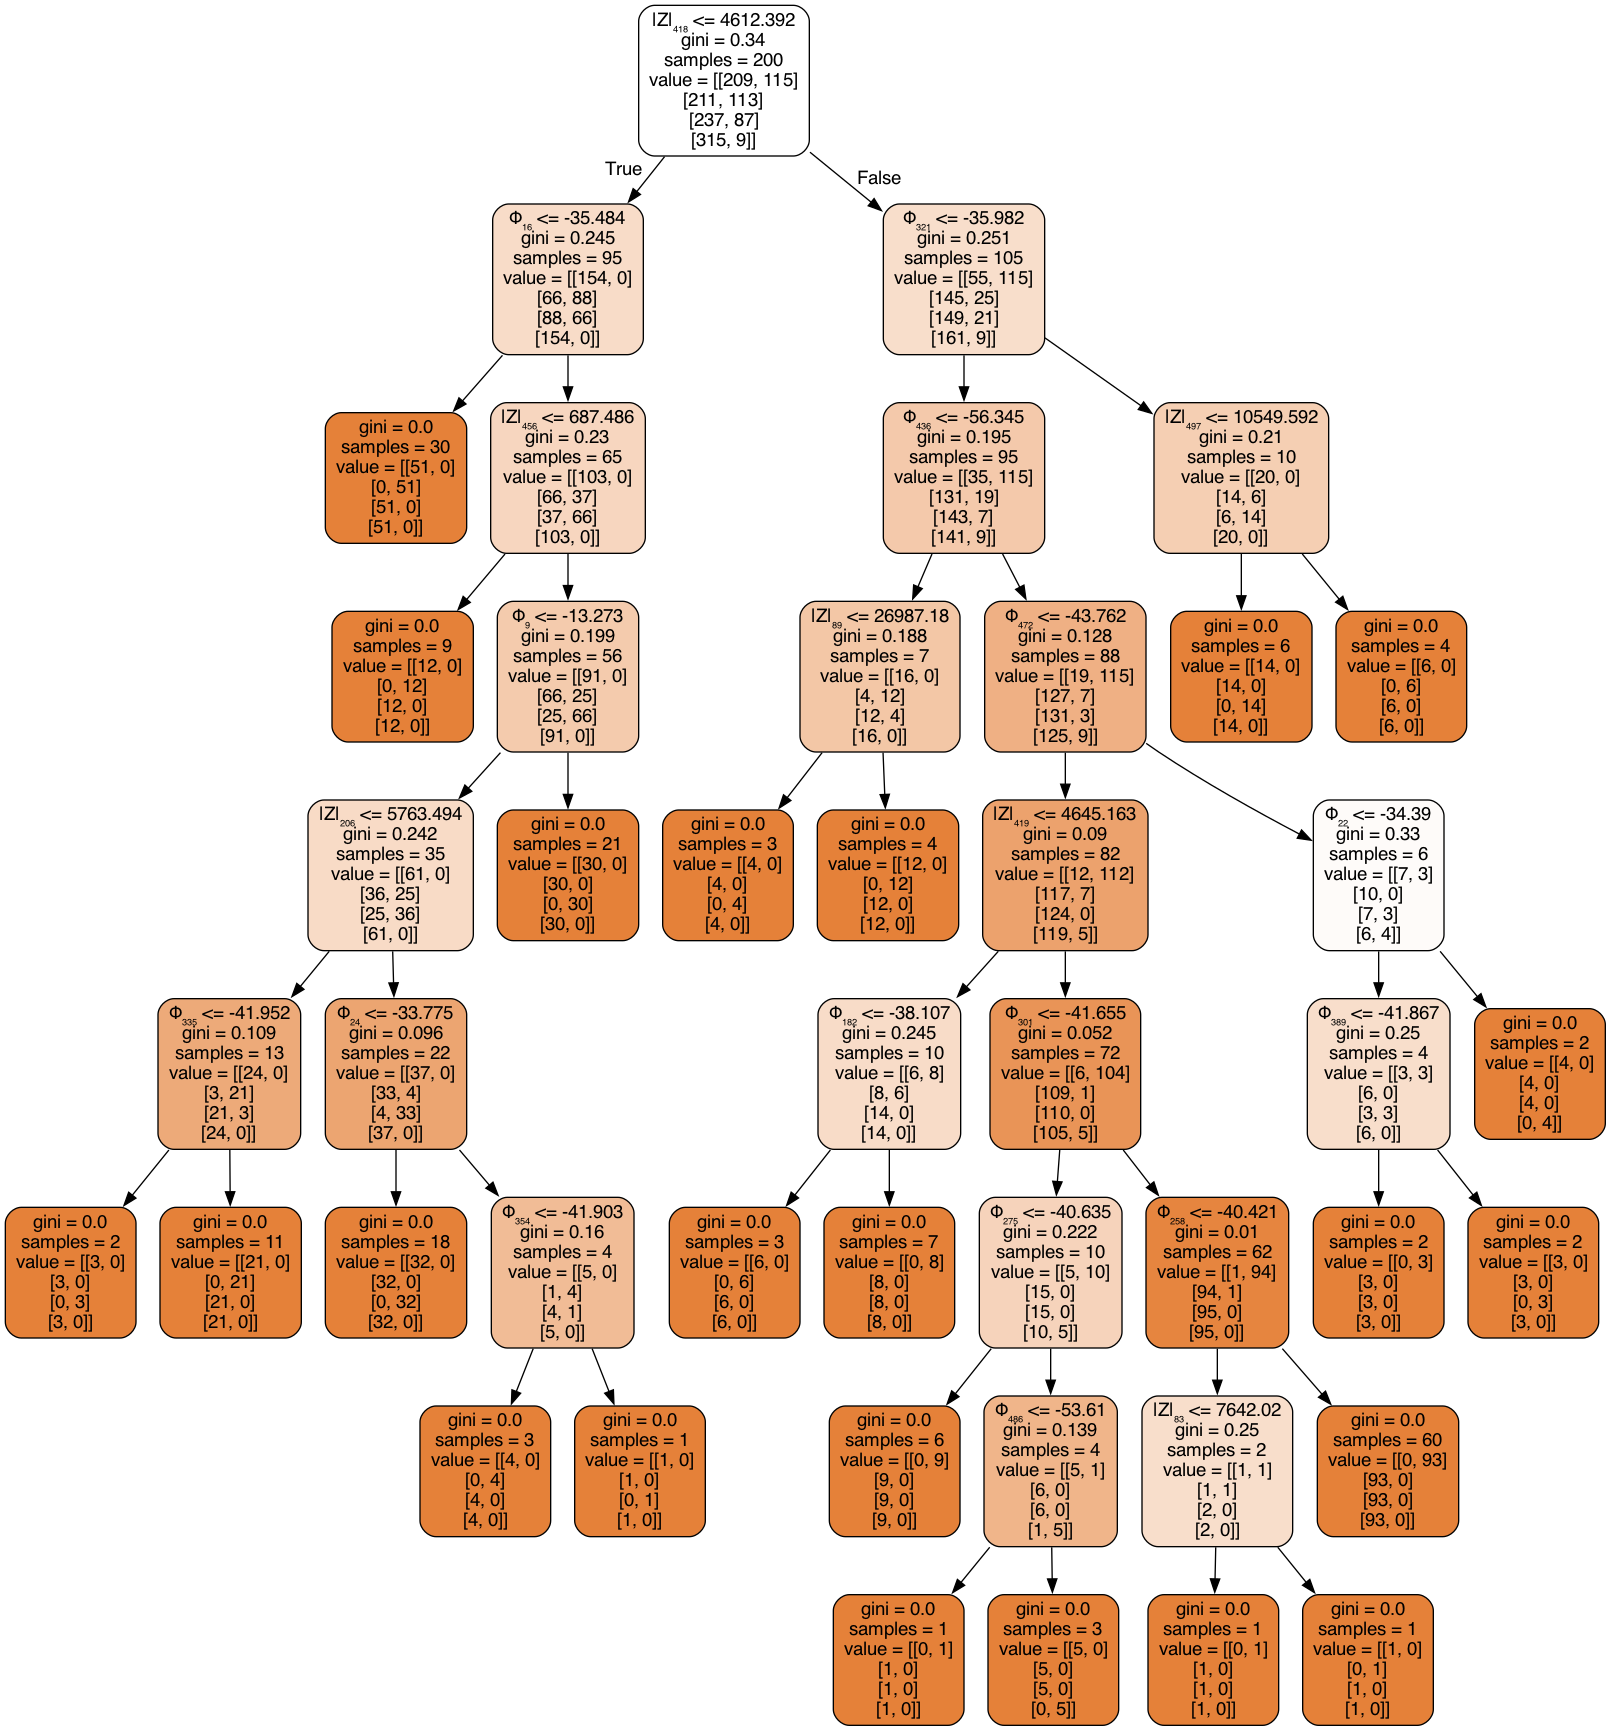 |Z|₄₁₈ <= 4612.392
gini = 0.34
samples = 200
value = [[209, 115]
[211, 113]
[237, 87]
[315, 9]]
True
False
Φ₁₆ <= -35.484
gini = 0.245
samples = 95
value = [[154, 0]
[66, 88]
[88, 66]
[154, 0]]
Φ₃₂₁ <= -35.982
gini = 0.251
samples = 105
value = [[55, 115]
[145, 25]
[149, 21]
[161, 9]]
gini = 0.0
samples = 30
value = [[51, 0]
[0, 51]
[51, 0]
[51, 0]]
|Z|₄₅₆ <= 687.486
gini = 0.23
samples = 65
value = [[103, 0]
[66, 37]
[37, 66]
[103, 0]]
Φ₄₃₆ <= -56.345
gini = 0.195
samples = 95
value = [[35, 115]
[131, 19]
[143, 7]
[141, 9]]
|Z|₄₉₇ <= 10549.592
gini = 0.21
samples = 10
value = [[20, 0]
[14, 6]
[6, 14]
[20, 0]]
gini = 0.0
samples = 9
value = [[12, 0]
[0, 12]
[12, 0]
[12, 0]]
Φ₉ <= -13.273
gini = 0.199
samples = 56
value = [[91, 0]
[66, 25]
[25, 66]
[91, 0]]
|Z|₈₉ <= 26987.18
gini = 0.188
samples = 7
value = [[16, 0]
[4, 12]
[12, 4]
[16, 0]]
Φ₄₇₂ <= -43.762
gini = 0.128
samples = 88
value = [[19, 115]
[127, 7]
[131, 3]
[125, 9]]
gini = 0.0
samples = 6
value = [[14, 0]
[14, 0]
[0, 14]
[14, 0]]
gini = 0.0
samples = 4
value = [[6, 0]
[0, 6]
[6, 0]
[6, 0]]
|Z|₂₀₆ <= 5763.494
gini = 0.242
samples = 35
value = [[61, 0]
[36, 25]
[25, 36]
[61, 0]]
gini = 0.0
samples = 21
value = [[30, 0]
[30, 0]
[0, 30]
[30, 0]]
gini = 0.0
samples = 3
value = [[4, 0]
[4, 0]
[0, 4]
[4, 0]]
gini = 0.0
samples = 4
value = [[12, 0]
[0, 12]
[12, 0]
[12, 0]]
|Z|₄₁₉ <= 4645.163
gini = 0.09
samples = 82
value = [[12, 112]
[117, 7]
[124, 0]
[119, 5]]
Φ₂₂ <= -34.39
gini = 0.33
samples = 6
value = [[7, 3]
[10, 0]
[7, 3]
[6, 4]]
Φ₃₃₅ <= -41.952
gini = 0.109
samples = 13
value = [[24, 0]
[3, 21]
[21, 3]
[24, 0]]
Φ₂₄ <= -33.775
gini = 0.096
samples = 22
value = [[37, 0]
[33, 4]
[4, 33]
[37, 0]]
Φ₁₈₂ <= -38.107
gini = 0.245
samples = 10
value = [[6, 8]
[8, 6]
[14, 0]
[14, 0]]
Φ₃₀₁ <= -41.655
gini = 0.052
samples = 72
value = [[6, 104]
[109, 1]
[110, 0]
[105, 5]]
Φ₃₈₉ <= -41.867
gini = 0.25
samples = 4
value = [[3, 3]
[6, 0]
[3, 3]
[6, 0]]
gini = 0.0
samples = 2
value = [[4, 0]
[4, 0]
[4, 0]
[0, 4]]
gini = 0.0
samples = 2
value = [[3, 0]
[3, 0]
[0, 3]
[3, 0]]
gini = 0.0
samples = 11
value = [[21, 0]
[0, 21]
[21, 0]
[21, 0]]
gini = 0.0
samples = 18
value = [[32, 0]
[32, 0]
[0, 32]
[32, 0]]
Φ₃₅₄ <= -41.903
gini = 0.16
samples = 4
value = [[5, 0]
[1, 4]
[4, 1]
[5, 0]]
gini = 0.0
samples = 3
value = [[6, 0]
[0, 6]
[6, 0]
[6, 0]]
gini = 0.0
samples = 7
value = [[0, 8]
[8, 0]
[8, 0]
[8, 0]]
Φ₂₇₅ <= -40.635
gini = 0.222
samples = 10
value = [[5, 10]
[15, 0]
[15, 0]
[10, 5]]
Φ₂₅₈ <= -40.421
gini = 0.01
samples = 62
value = [[1, 94]
[94, 1]
[95, 0]
[95, 0]]
gini = 0.0
samples = 2
value = [[0, 3]
[3, 0]
[3, 0]
[3, 0]]
gini = 0.0
samples = 2
value = [[3, 0]
[3, 0]
[0, 3]
[3, 0]]
gini = 0.0
samples = 3
value = [[4, 0]
[0, 4]
[4, 0]
[4, 0]]
gini = 0.0
samples = 1
value = [[1, 0]
[1, 0]
[0, 1]
[1, 0]]
gini = 0.0
samples = 6
value = [[0, 9]
[9, 0]
[9, 0]
[9, 0]]
Φ₄₈₆ <= -53.61
gini = 0.139
samples = 4
value = [[5, 1]
[6, 0]
[6, 0]
[1, 5]]
|Z|₈₃ <= 7642.02
gini = 0.25
samples = 2
value = [[1, 1]
[1, 1]
[2, 0]
[2, 0]]
gini = 0.0
samples = 60
value = [[0, 93]
[93, 0]
[93, 0]
[93, 0]]
gini = 0.0
samples = 1
value = [[0, 1]
[1, 0]
[1, 0]
[1, 0]]
gini = 0.0
samples = 3
value = [[5, 0]
[5, 0]
[5, 0]
[0, 5]]
gini = 0.0
samples = 1
value = [[0, 1]
[1, 0]
[1, 0]
[1, 0]]
gini = 0.0
samples = 1
value = [[1, 0]
[0, 1]
[1, 0]
[1, 0]]